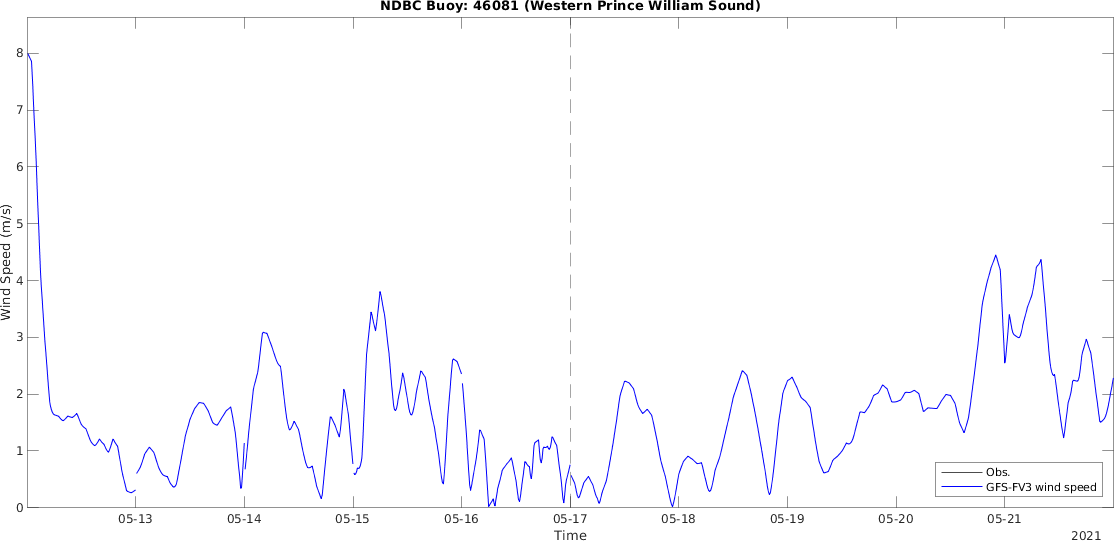 NDBC Buoy: 46081 (Western Prince William Sound)
Wind Speed (m/s)
8
7
6
5
4
3
2
1
0
Obs.
GFS-FV3 wind speed
05-13 05-14 05-15 05-16 05-17 05-18 05-19 05-20 05-21
Time
2021